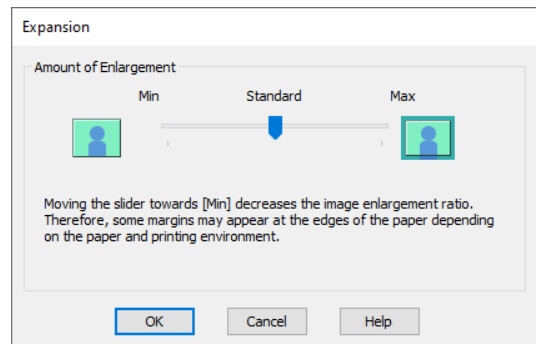 Expansion
Amount of Enlargement
Min Standard Max
Moving the slider towards [Min] decreases the image enlargement ratio.
Therefore, some margins may appear at the edges of the paper depending
on the paper and printing environment.
OK Cancel Help